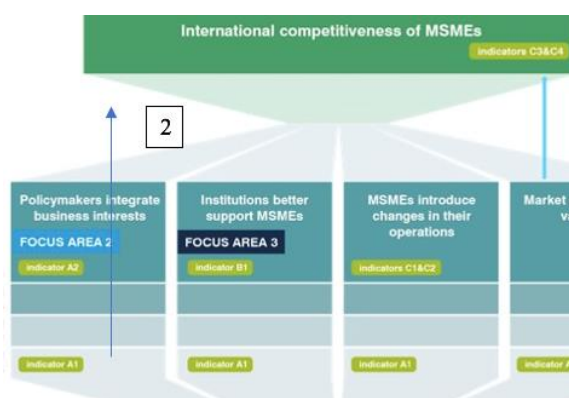 International competitiveness of MSMEs
indicators C3&C4
2
Policymakers integrate
business interests
FOCUS AREA 2
indicator A2
Institutions better
support MSMEs
FOCUS AREA 3
indicator B1
MSMEs introduce
changes in their
operations
indicators C1&C2
Market
indicator A1
indicator A1
indicator A1
indicator